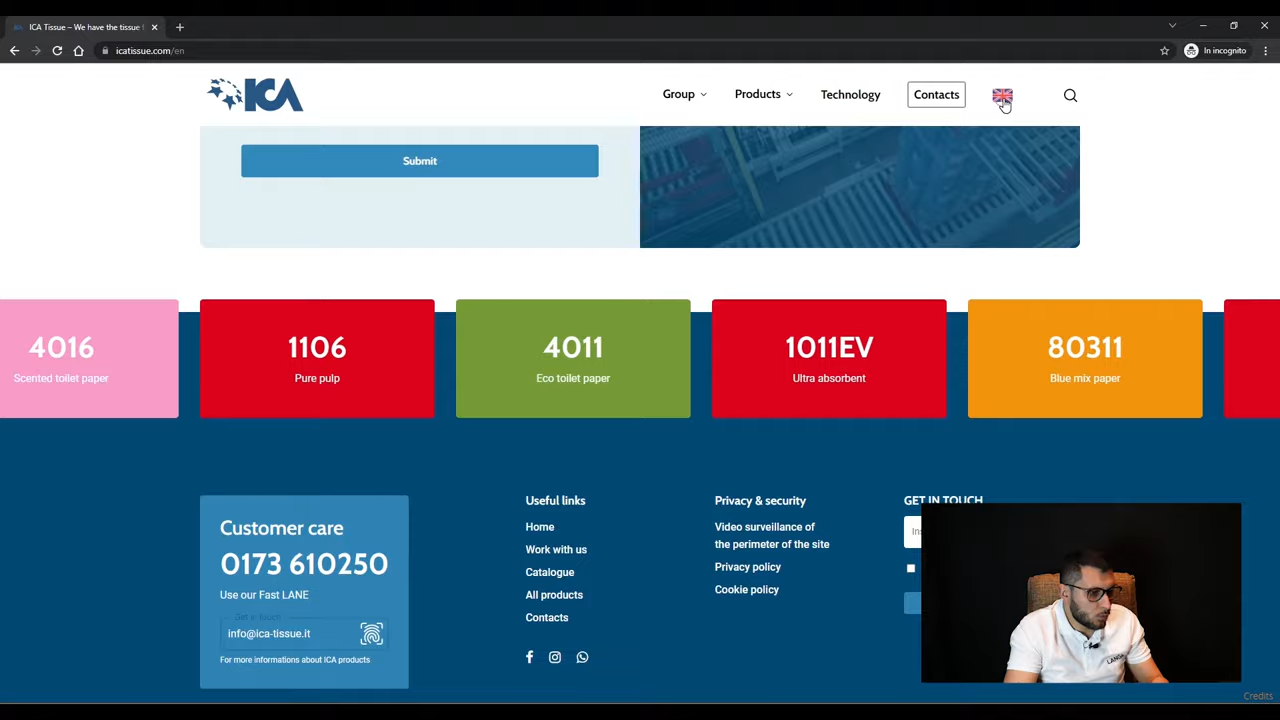 ICA Tissue – We have the tissue
icatissue.com/en
In incognito
ICA
Group
Products
Technology
Contacts
Submit
4016
Scented toilet paper
1106
Pure pulp
4011
Eco toilet paper
1011EV
Ultra absorbent
80311
Blue mix paper
Customer care
0173 610250
Use our Fast LANE
Get in touch
info@ica-tissue.it
For more informations about ICA products
Useful links
Home
Work with us
Catalogue
All products
Contacts
Privacy & security
Video surveillance of
the perimeter of the site
Privacy policy
Cookie policy
GET IN TOUCH
Credits